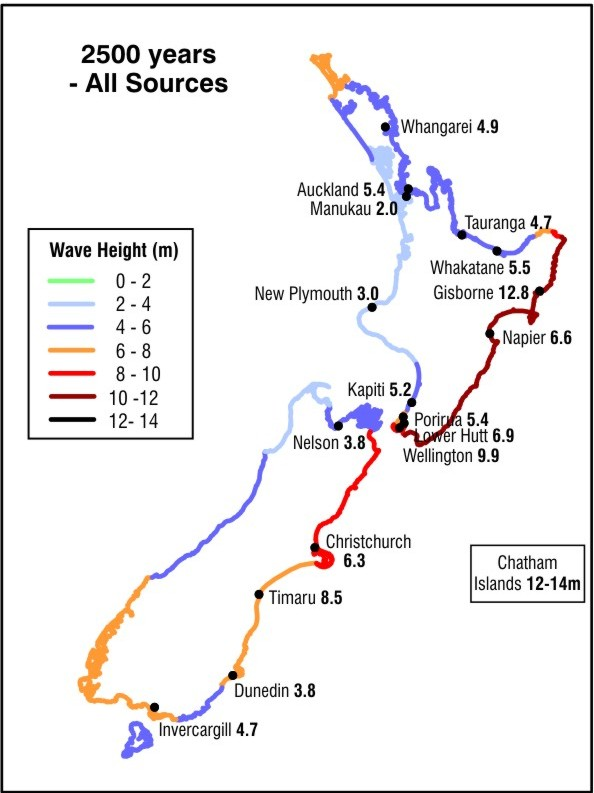 2500 years
- All Sources
Whangarei 4.9
Auckland 5.4
Manukau 2.0
Tauranga 4.7
Whakatane 5.5
Wave Height (m)
0 - 2
2 - 4
4 - 6
6 - 8
8 - 10
10 -12
12- 14
New Plymouth 3.0
Gisborne 12.8
Napier 6.6
Kapiti 5.2
Porirua 5.4
Lower Hutt 6.9
Nelson 3.8
Wellington 9.9
Christchurch
6.3
Chatham
Islands 12-14m
Timaru 8.5
Dunedin 3.8
Invercargill 4.7